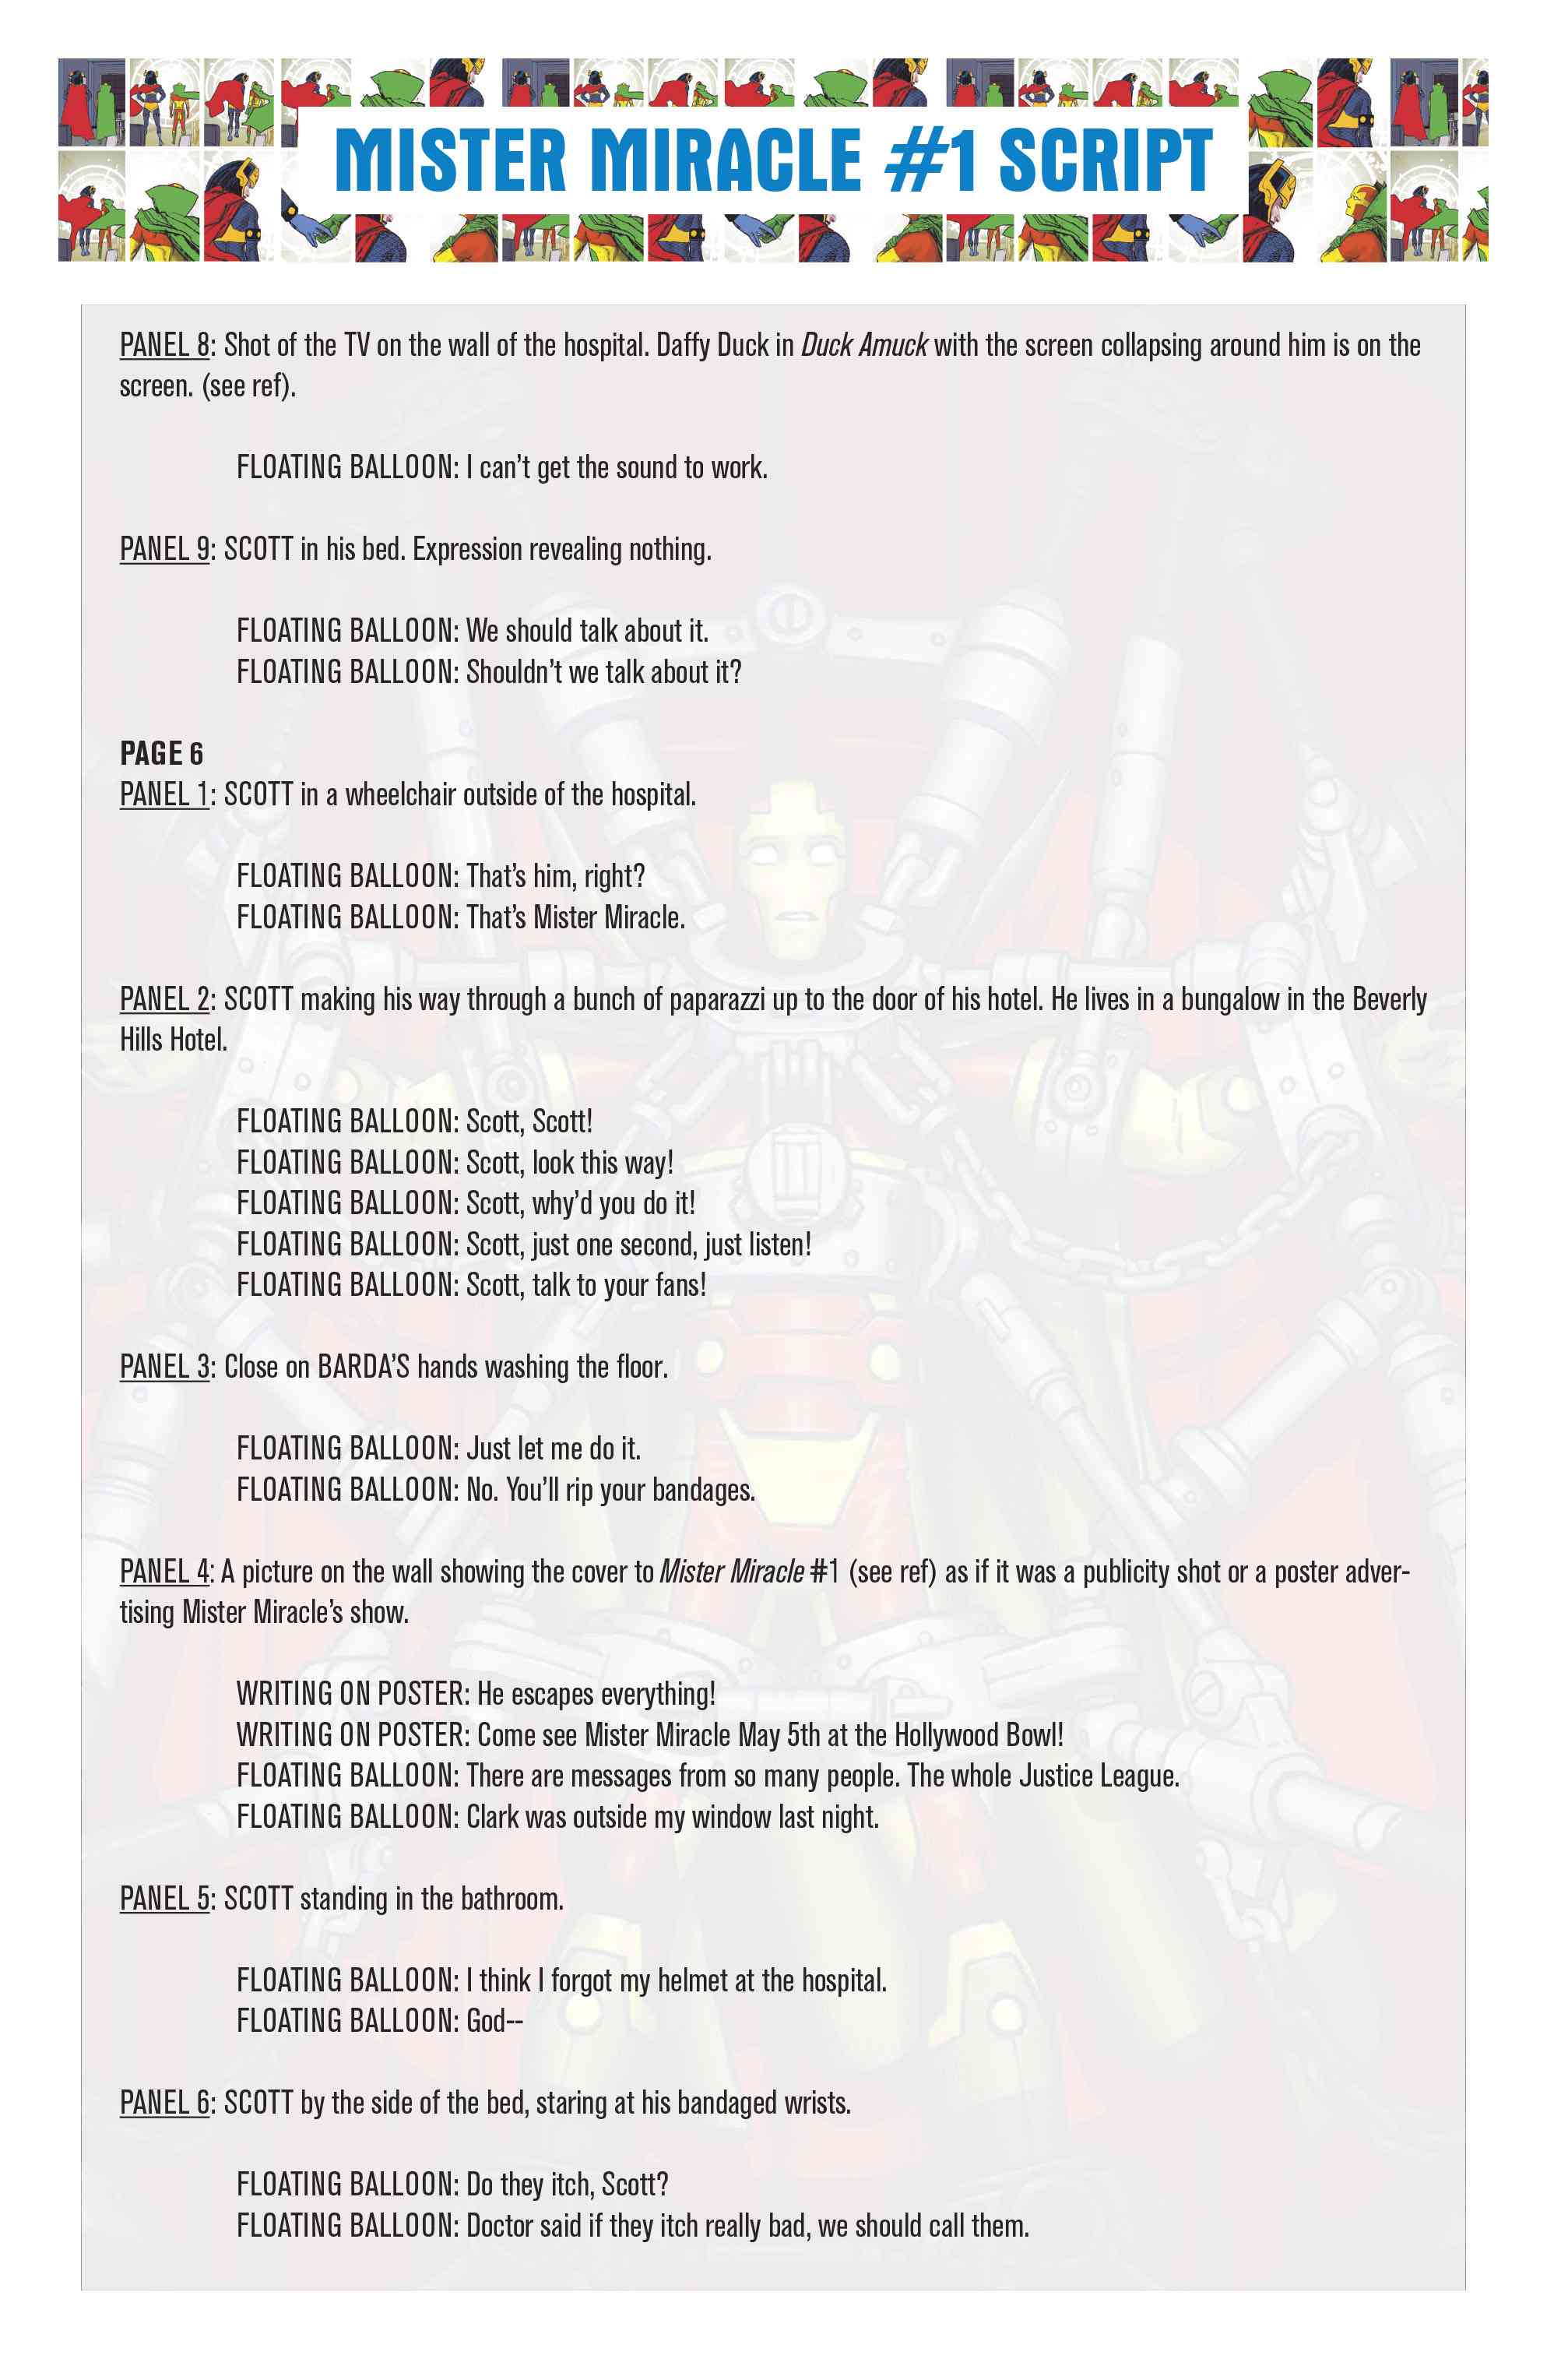 MISTER MIRACLE #1 SCRIPT
PANEL 8: Shot of the TV on the wall of the hospital. Daffy Duck in Duck Amuck with the screen collapsing around him is on the
screen. (see ref).
FLOATING BALLOON: I can’t get the sound to work.
PANEL 9: SCOTT in his bed. Expression revealing nothing.
FLOATING BALLOON: We should talk about it.
FLOATING BALLOON: Shouldn’t we talk about it?
PAGE 6
PANEL 1: SCOTT in a wheelchair outside of the hospital.
FLOATING BALLOON: That’s him, right?
FLOATING BALLOON: That’s Mister Miracle.
PANEL 2: SCOTT making his way through a bunch of paparazzi up to the door of his hotel. He lives in a bungalow in the Beverly
Hills Hotel.
FLOATING BALLOON: Scott, Scott!
FLOATING BALLOON: Scott, look this way!
FLOATING BALLOON: Scott, why’d you do it!
FLOATING BALLOON: Scott, just one second, just listen!
FLOATING BALLOON: Scott, talk to your fans!
PANEL 3: Close on BARDA’S hands washing the floor.
FLOATING BALLOON: Just let me do it.
FLOATING BALLOON: No. You’ll rip your bandages.
PANEL 4: A picture on the wall showing the cover to Mister Miracle #1 (see ref) as if it was a publicity shot or a poster adver-
tising Mister Miracle’s show.
WRITING ON POSTER: He escapes everything!
WRITING ON POSTER: Come see Mister Miracle May 5th at the Hollywood Bowl!
FLOATING BALLOON: There are messages from so many people. The whole Justice League.
FLOATING BALLOON: Clark was outside my window last night.
PANEL 5: SCOTT standing in the bathroom.
FLOATING BALLOON: I think I forgot my helmet at the hospital.
FLOATING BALLOON: God--
PANEL 6: SCOTT by the side of the bed, staring at his bandaged wrists.
FLOATING BALLOON: Do they itch, Scott?
FLOATING BALLOON: Doctor said if they itch really bad, we should call them.